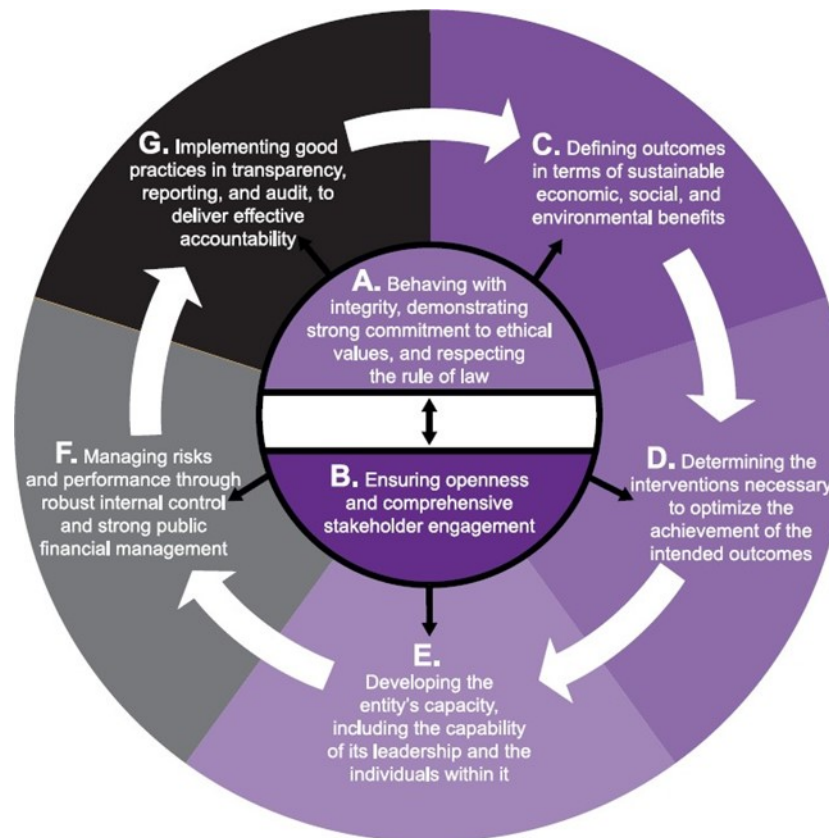 A. Behaving with
integrity, demonstrating
strong commitment to ethical
values, and respecting
the rule of law
B. Ensuring openness
and comprehensive
stakeholder engagement
C. Defining outcomes
in terms of sustainable
economic, social, and
environmental benefits
D. Determining the
interventions necessary
to optimize the
achievement of the
intended outcomes
E.
Developing the
entity's capacity,
including the capability
of its leadership and the
individuals within it
F. Managing risks
and performance through
robust internal control
and strong public
financial management
G. Implementing good
practices in transparency,
reporting, and audit, to
deliver effective
accountability